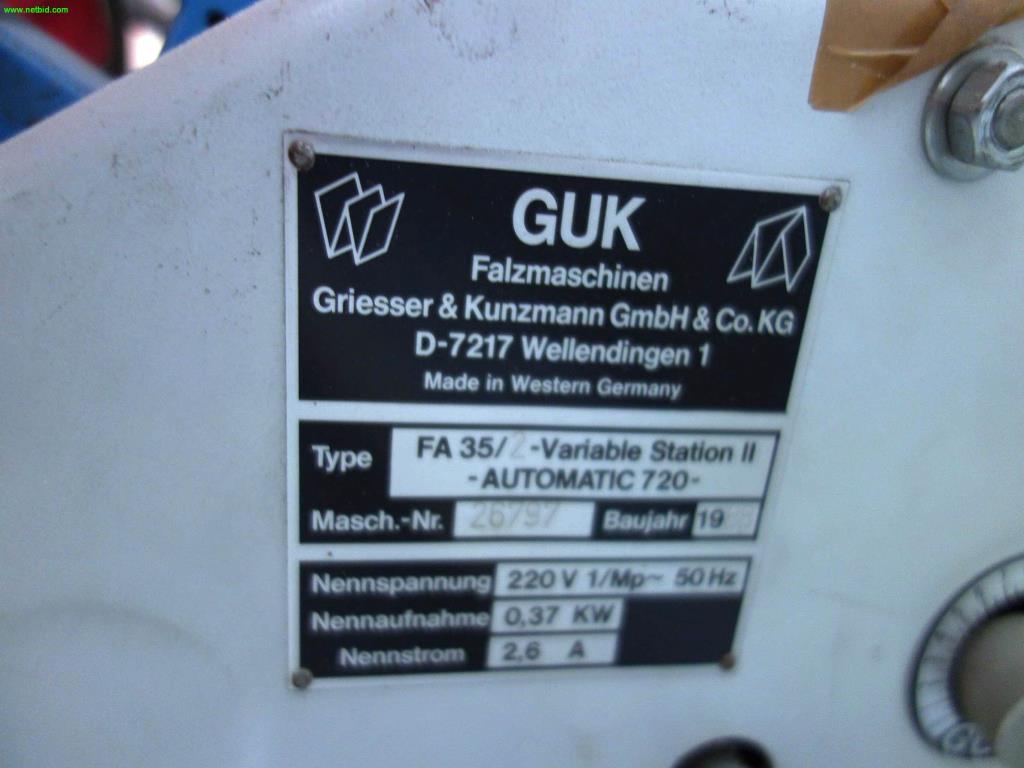 www.netbid.com
GUK
Falzmaschinen
Griesser & Kunzmann GmbH & Co. KG
D-7217 Wellendingen 1
Made in Western Germany
Type FA 35/2-Variable Station II
-AUTOMATIC 720-
Masch.-Nr. 26797 Baujahr 19
Nennspannung 220 V 1/Mp~ 50 Hz
Nennaufnahme 0,37 KW
Nennstrom 2,6 A
GUK